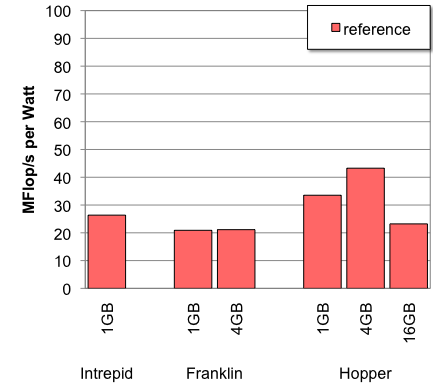 reference
MFlop/s per Watt
100
90
80
70
60
50
40
30
20
10
0
1GB
1GB
4GB
1GB
4GB
16GB
Intrepid
Franklin
Hopper